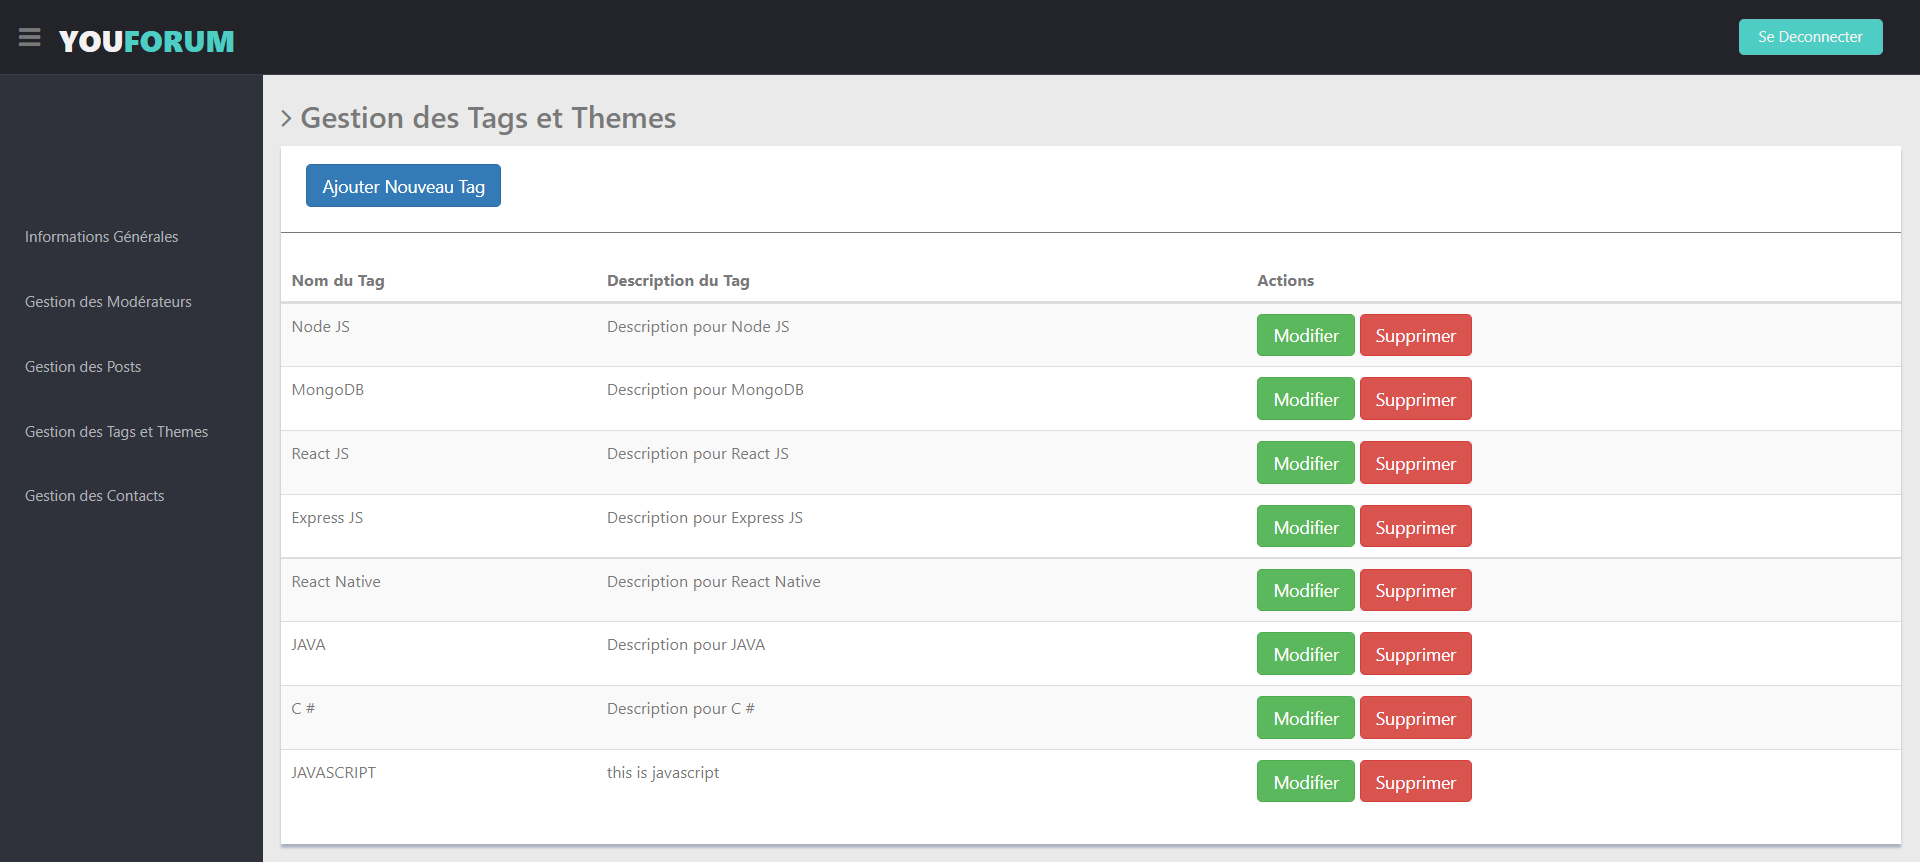 YOUFORUM
Se Deconnecter
Informations Générales
Gestion des Modérateurs
Gestion des Posts
Gestion des Tags et Themes
Gestion des Contacts
Gestion des Tags et Themes
Ajouter Nouveau Tag
Nom du Tag Description du Tag Actions
Node JS Description pour Node JS Modifier Supprimer
MongoDB Description pour MongoDB Modifier Supprimer
React JS Description pour React JS Modifier Supprimer
Express JS Description pour Express JS Modifier Supprimer
React Native Description pour React Native Modifier Supprimer
JAVA Description pour JAVA Modifier Supprimer
C # Description pour C # Modifier Supprimer
JAVASCRIPT this is javascript Modifier Supprimer